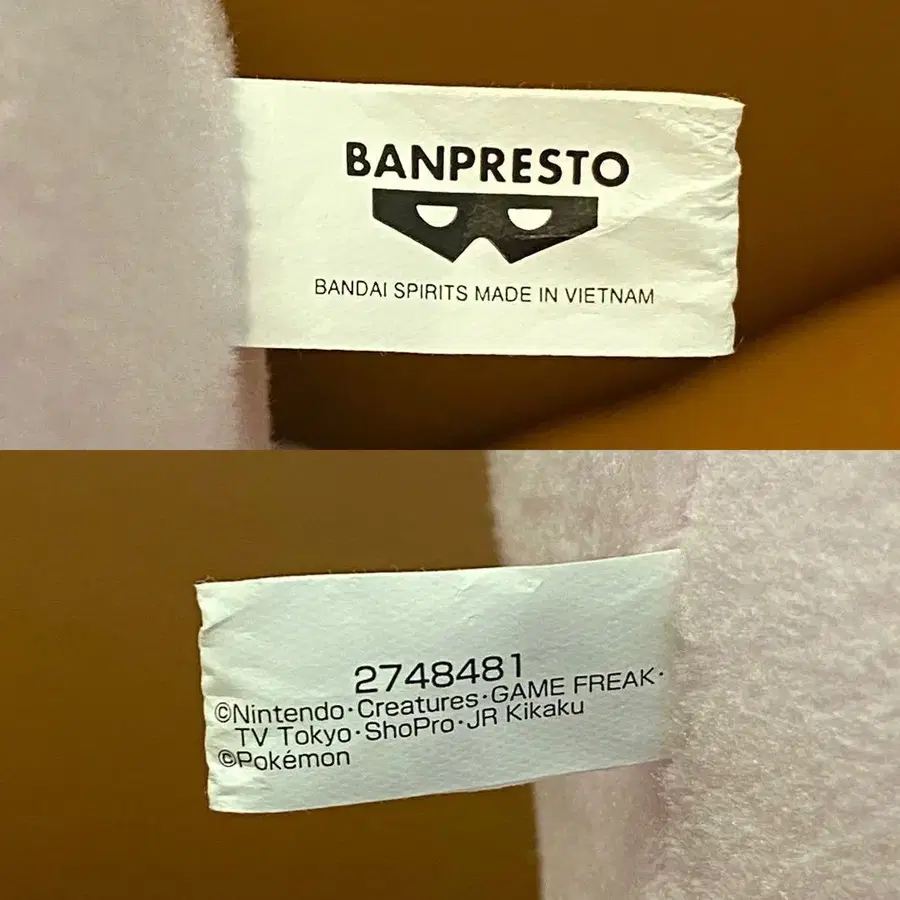 BANPRESTO
BANDAI SPIRITS MADE IN VIETNAM
2748481
©Nintendo・Creatures・GAME FREAK・
TV Tokyo・ShoPro・JR Kikaku
©Pokémon